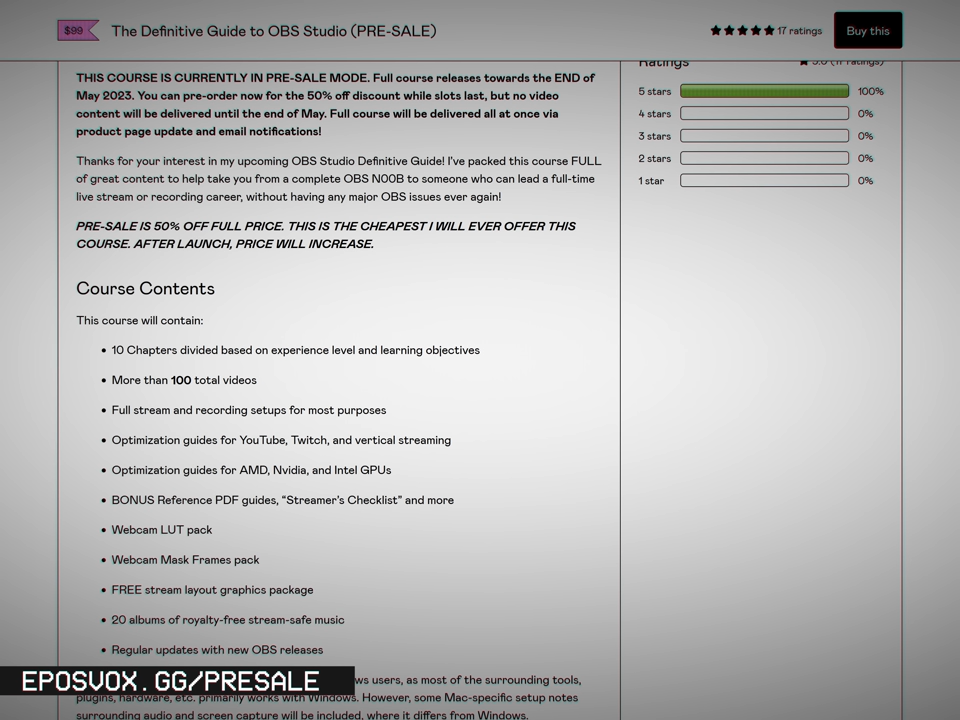 $99
The Definitive Guide to OBS Studio (PRE-SALE)
17 ratings
Buy this
THIS COURSE IS CURRENTLY IN PRE-SALE MODE. Full course releases towards the END of
May 2023. You can pre-order now for the 50% off discount while slots last, but no video
content will be delivered until the end of May. Full course will be delivered all at once via
product page update and email notifications!
Thanks for your interest in my upcoming OBS Studio Definitive Guide! I've packed this course FULL
of great content to help take you from a complete OBS N00B to someone who can lead a full-time
live stream or recording career, without having any major OBS issues ever again!
PRE-SALE IS 50% OFF FULL PRICE. THIS IS THE CHEAPEST I WILL EVER OFFER THIS
COURSE. AFTER LAUNCH, PRICE WILL INCREASE.
Course Contents
This course will contain:
• 10 Chapters divided based on experience level and learning objectives
• More than 100 total videos
• Full stream and recording setups for most purposes
• Optimization guides for YouTube, Twitch, and vertical streaming
• Optimization guides for AMD, Nvidia, and Intel GPUs
• BONUS Reference PDF guides, “Streamer's Checklist” and more
• Webcam LUT pack
• Webcam Mask Frames pack
• FREE stream layout graphics package
• 20 albums of royalty-free stream-safe music
• Regular updates with new OBS releases
users, as most of the surrounding tools,
plugins, hardware, etc. primarily works with Windows. However, some Mac-specific setup notes
surrounding audio and screen capture will be included, where it differs from Windows.
Ratings
5.0 (17 ratings)
5 stars 100%
4 stars 0%
3 stars 0%
2 stars 0%
1 star 0%
EPOSVOX.GG/PRESALE